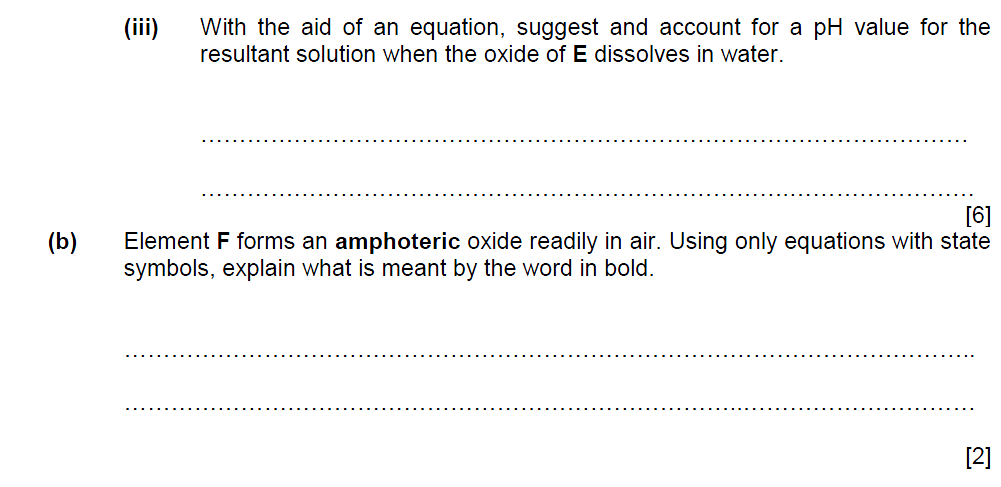 (iii) With the aid of an equation, suggest and account for a pH value for the
resultant solution when the oxide of E dissolves in water.
………………………………………………………………………………………
………………………………………………………………………………………
[6]
(b) Element F forms an amphoteric oxide readily in air. Using only equations with state
symbols, explain what is meant by the word in bold.
………………………………………………………………………………………………..
………………………………………………………………..…………………………
[2]